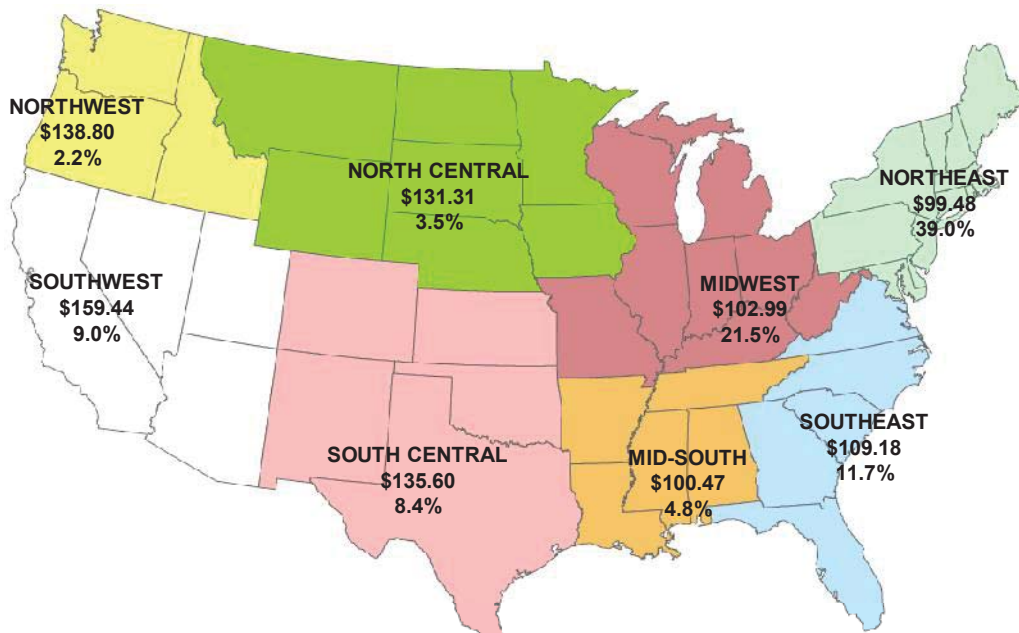 NORTHWEST
$138.80
2.2%
NORTH CENTRAL
$131.31
3.5%
NORTHEAST
$99.48
39.0%
SOUTHWEST
$159.44
9.0%
MIDWEST
$102.99
21.5%
SOUTHEAST
$109.18
11.7%
SOUTH CENTRAL
$135.60
8.4%
MID-SOUTH
$100.47
4.8%